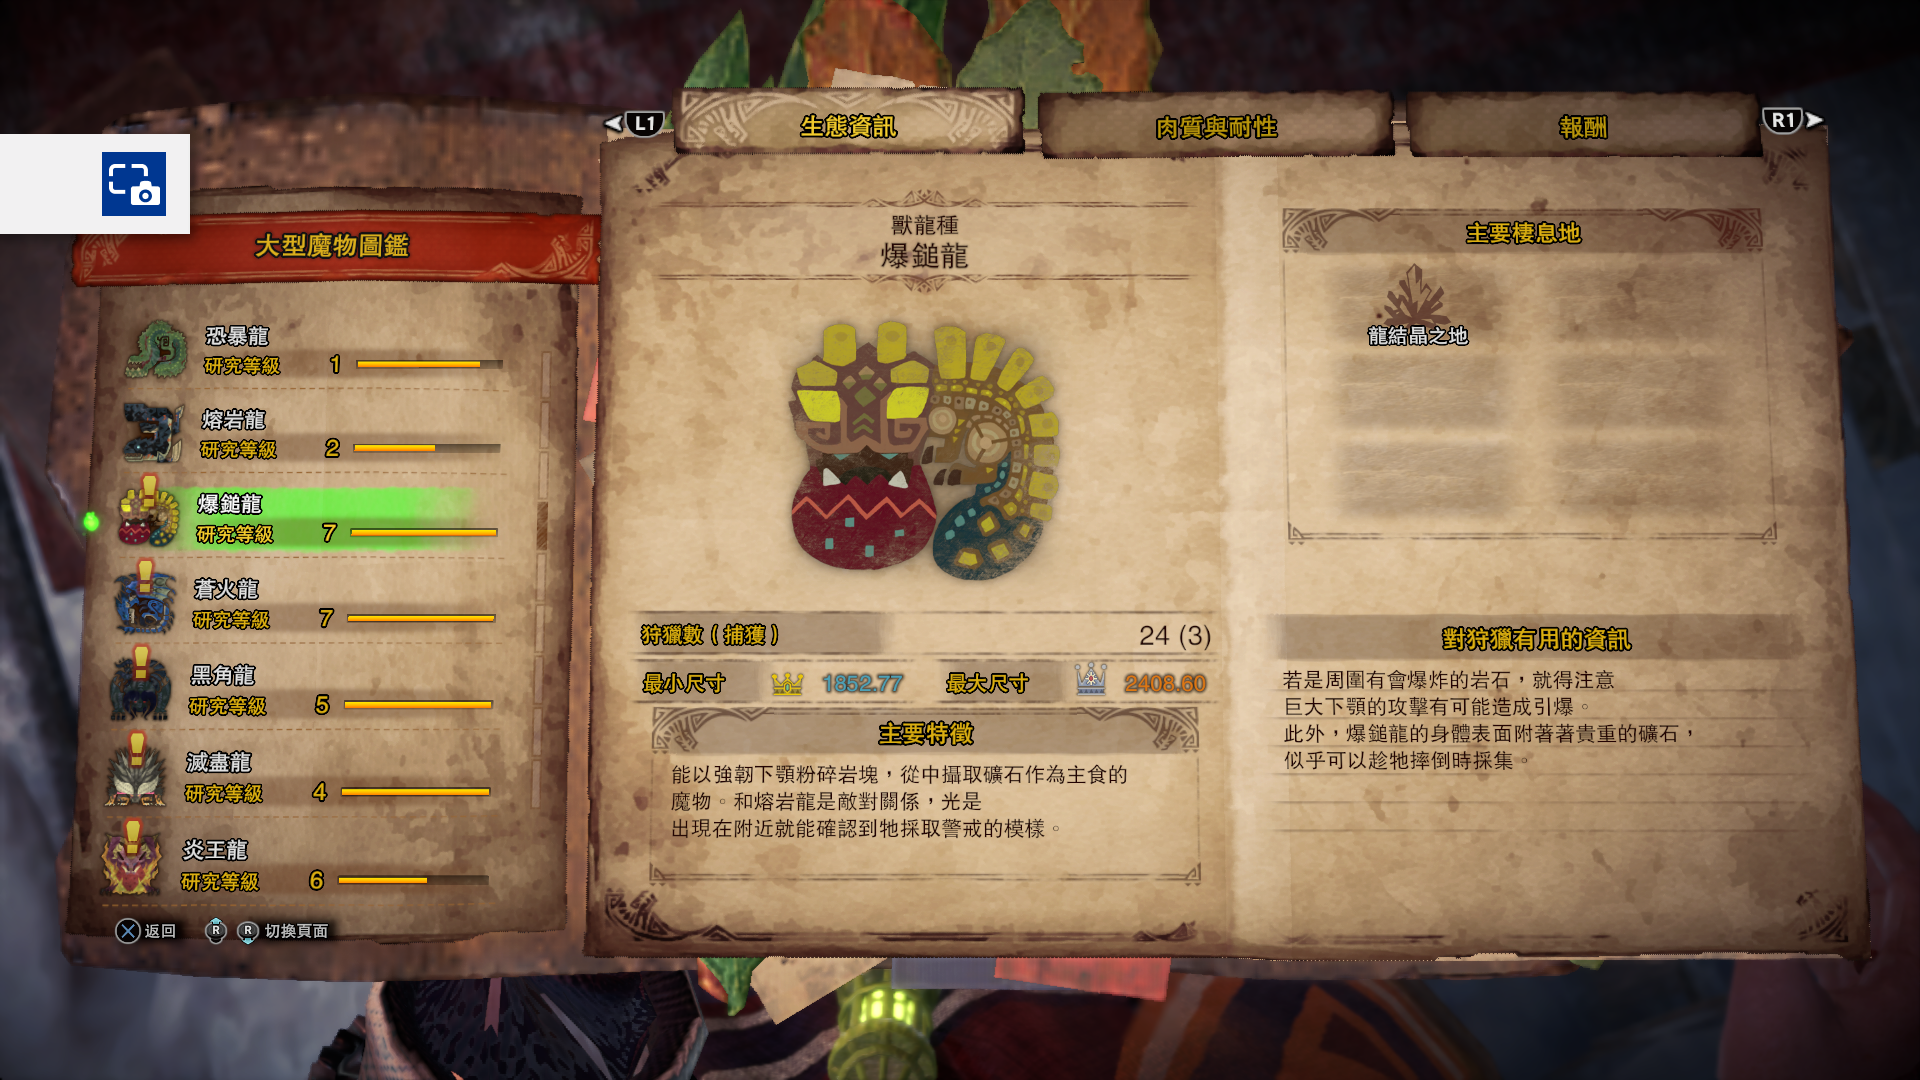 L1
生態資訊
肉質與耐性
報酬
R1
大型魔物圖鑑
恐暴龍
研究等級 1
熔岩龍
研究等級 2
爆鎚龍
研究等級 7
蒼火龍
研究等級 7
黑角龍
研究等級 5
滅盡龍
研究等級 4
炎王龍
研究等級 6
返回
R R 切換頁面
獸龍種
爆鎚龍
狩獵數(捕獲) 24 (3)
最小尺寸 1852.77 最大尺寸 2408.60
主要特徵
能以強韌下顎粉碎岩塊,從中攝取礦石作為主食的
魔物。和熔岩龍是敵對關係,光是
出現在附近就能確認到牠採取警戒的模樣。
主要棲息地
龍結晶之地
對狩獵有用的資訊
若是周圍有會爆炸的岩石,就得注意
巨大下顎的攻擊有可能造成引爆。
此外,爆鎚龍的身體表面附著著貴重的礦石,
似乎可以趁牠摔倒時採集。